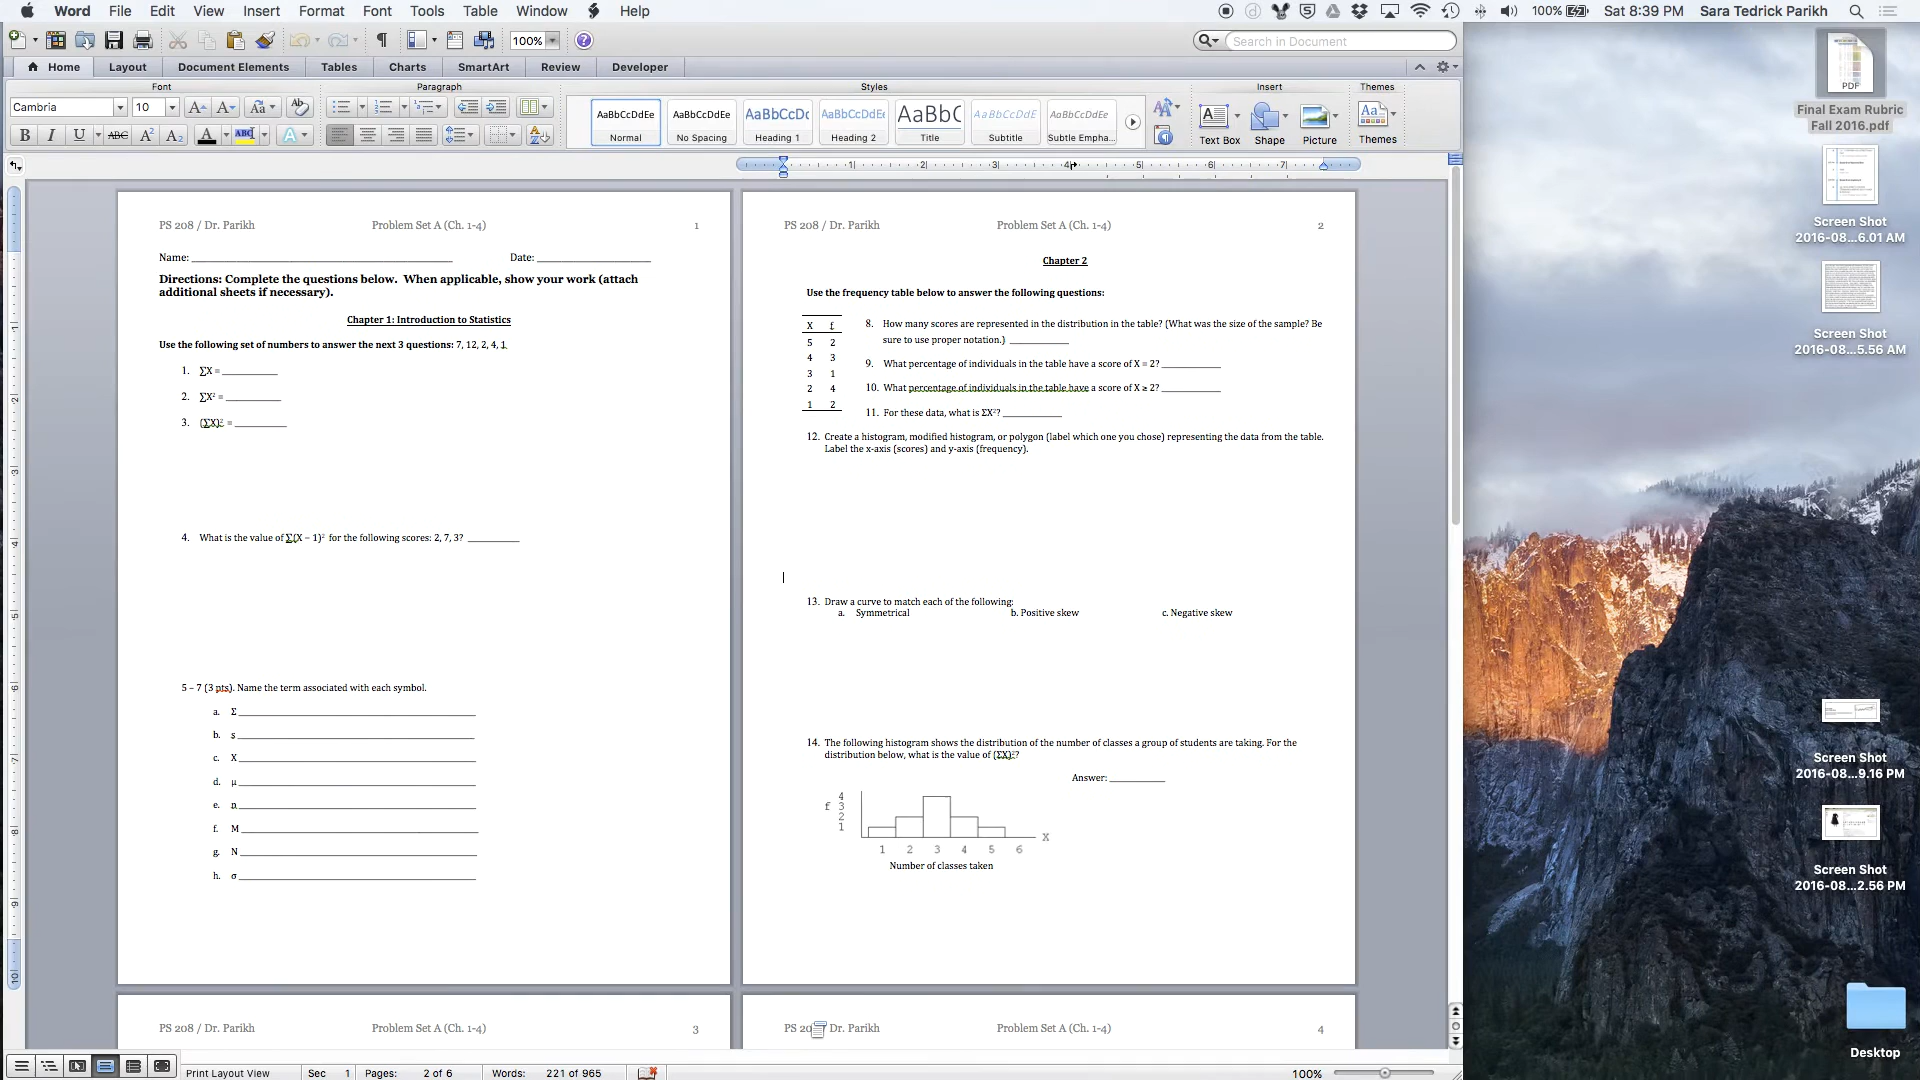 Word File Edit View Insert Format Font Tools Table Window Help
100% Sat 8:39 PM Sara Tedrick Parikh
100%
Search in Document
Home Layout Document Elements Tables Charts SmartArt Review Developer
Font Paragraph Styles Insert Themes
Cambria 10
AaBbCcDdEe AaBbCcDdEe AaBbCcDc AaBbCcDdEe AaBbC AaBbCcDdE AaBbCcDdEe
Normal No Spacing Heading 1 Heading 2 Title Subtitle Subtle Empha...
Text Box Shape Picture Themes
PS 208 / Dr. Parikh Problem Set A (Ch. 1-4) 1
Name: Date:
Directions: Complete the questions below. When applicable, show your work (attach
additional sheets if necessary).
Chapter 1: Introduction to Statistics
Use the following set of numbers to answer the next 3 questions: 7, 12, 2, 4, 1
1. ∑X =
2. ∑X² =
3. (∑X)² =
4. What is the value of ∑(X – 1)² for the following scores: 2, 7, 3?
5 – 7 (3 pts). Name the term associated with each symbol.
a. Σ
b. s
c. X
d. μ
e. n
f. M
g. N
h. σ
PS 208 / Dr. Parikh Problem Set A (Ch. 1-4) 2
Chapter 2
Use the frequency table below to answer the following questions:
X f
5 2
4 3
3 1
2 4
1 2
8. How many scores are represented in the distribution in the table? (What was the size of the sample? Be
sure to use proper notation.)
9. What percentage of individuals in the table have a score of X = 2?
10. What percentage of individuals in the table have a score of X ≥ 2?
11. For these data, what is ΣX²?
12. Create a histogram, modified histogram, or polygon (label which one you chose) representing the data from the table.
Label the x-axis (scores) and y-axis (frequency).
13. Draw a curve to match each of the following:
a. Symmetrical b. Positive skew c. Negative skew
14. The following histogram shows the distribution of the number of classes a group of students are taking. For the
distribution below, what is the value of (ΣX)²?
Answer:
4
f 3
2
1
X
1 2 3 4 5 6
Number of classes taken
PS 208 / Dr. Parikh Problem Set A (Ch. 1-4) 3
PS 20 Dr. Parikh Problem Set A (Ch. 1-4) 4
Print Layout View Sec 1 Pages: 2 of 6 Words: 221 of 965 100%
PDF
Final Exam Rubric
Fall 2016.pdf
Screen Shot
2016-08...6.01 AM
Screen Shot
2016-08...5.56 AM
Screen Shot
2016-08...9.16 PM
Screen Shot
2016-08...2.56 PM
Desktop